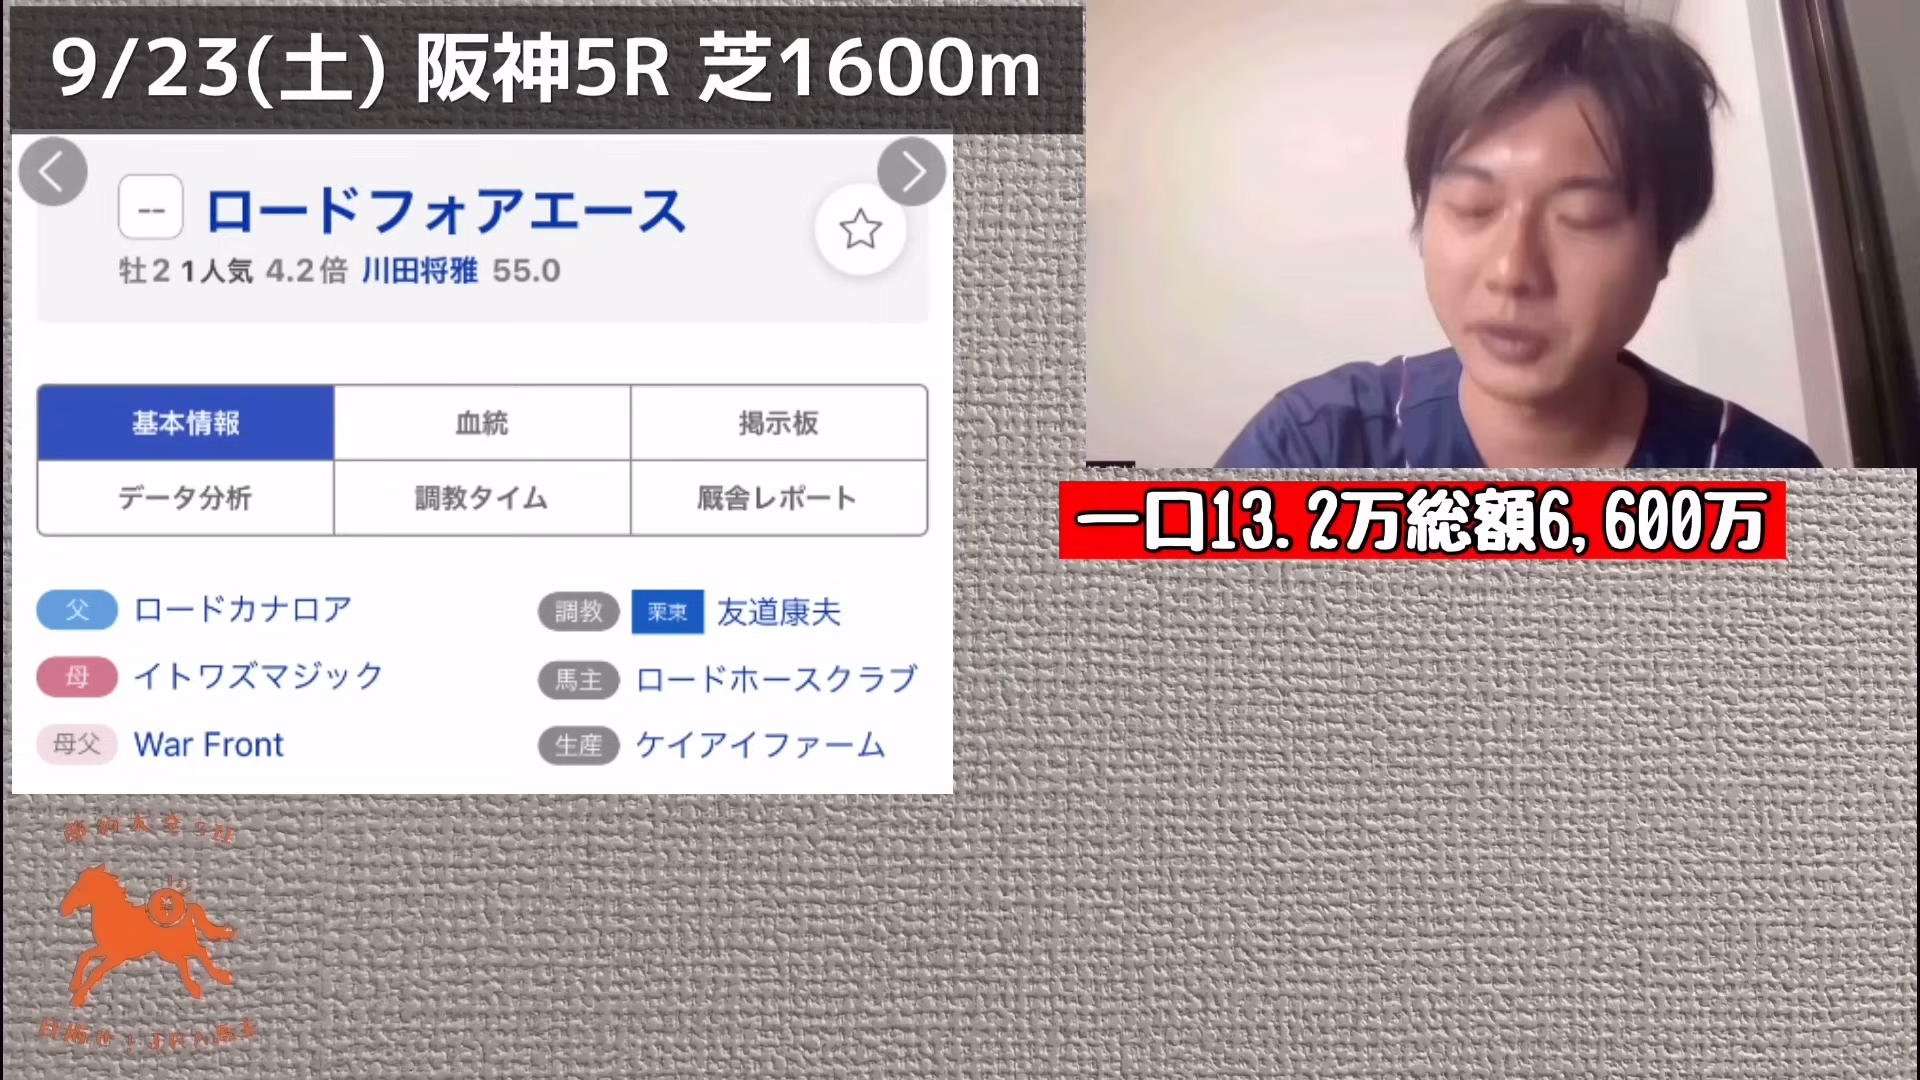 9/23(土) 阪神5R 芝1600m
-- ロードフォアエース
牡2 1人気 4.2倍 川田将雅 55.0
基本情報 血統 掲示板
データ分析 調教タイム 厩舎レポート
父 ロードカナロア 調教 栗東 友道康夫
母 イトワズマジック 馬主 ロードホースクラブ
母父 War Front 生産 ケイアイファーム
一口13.2万総額6,600万